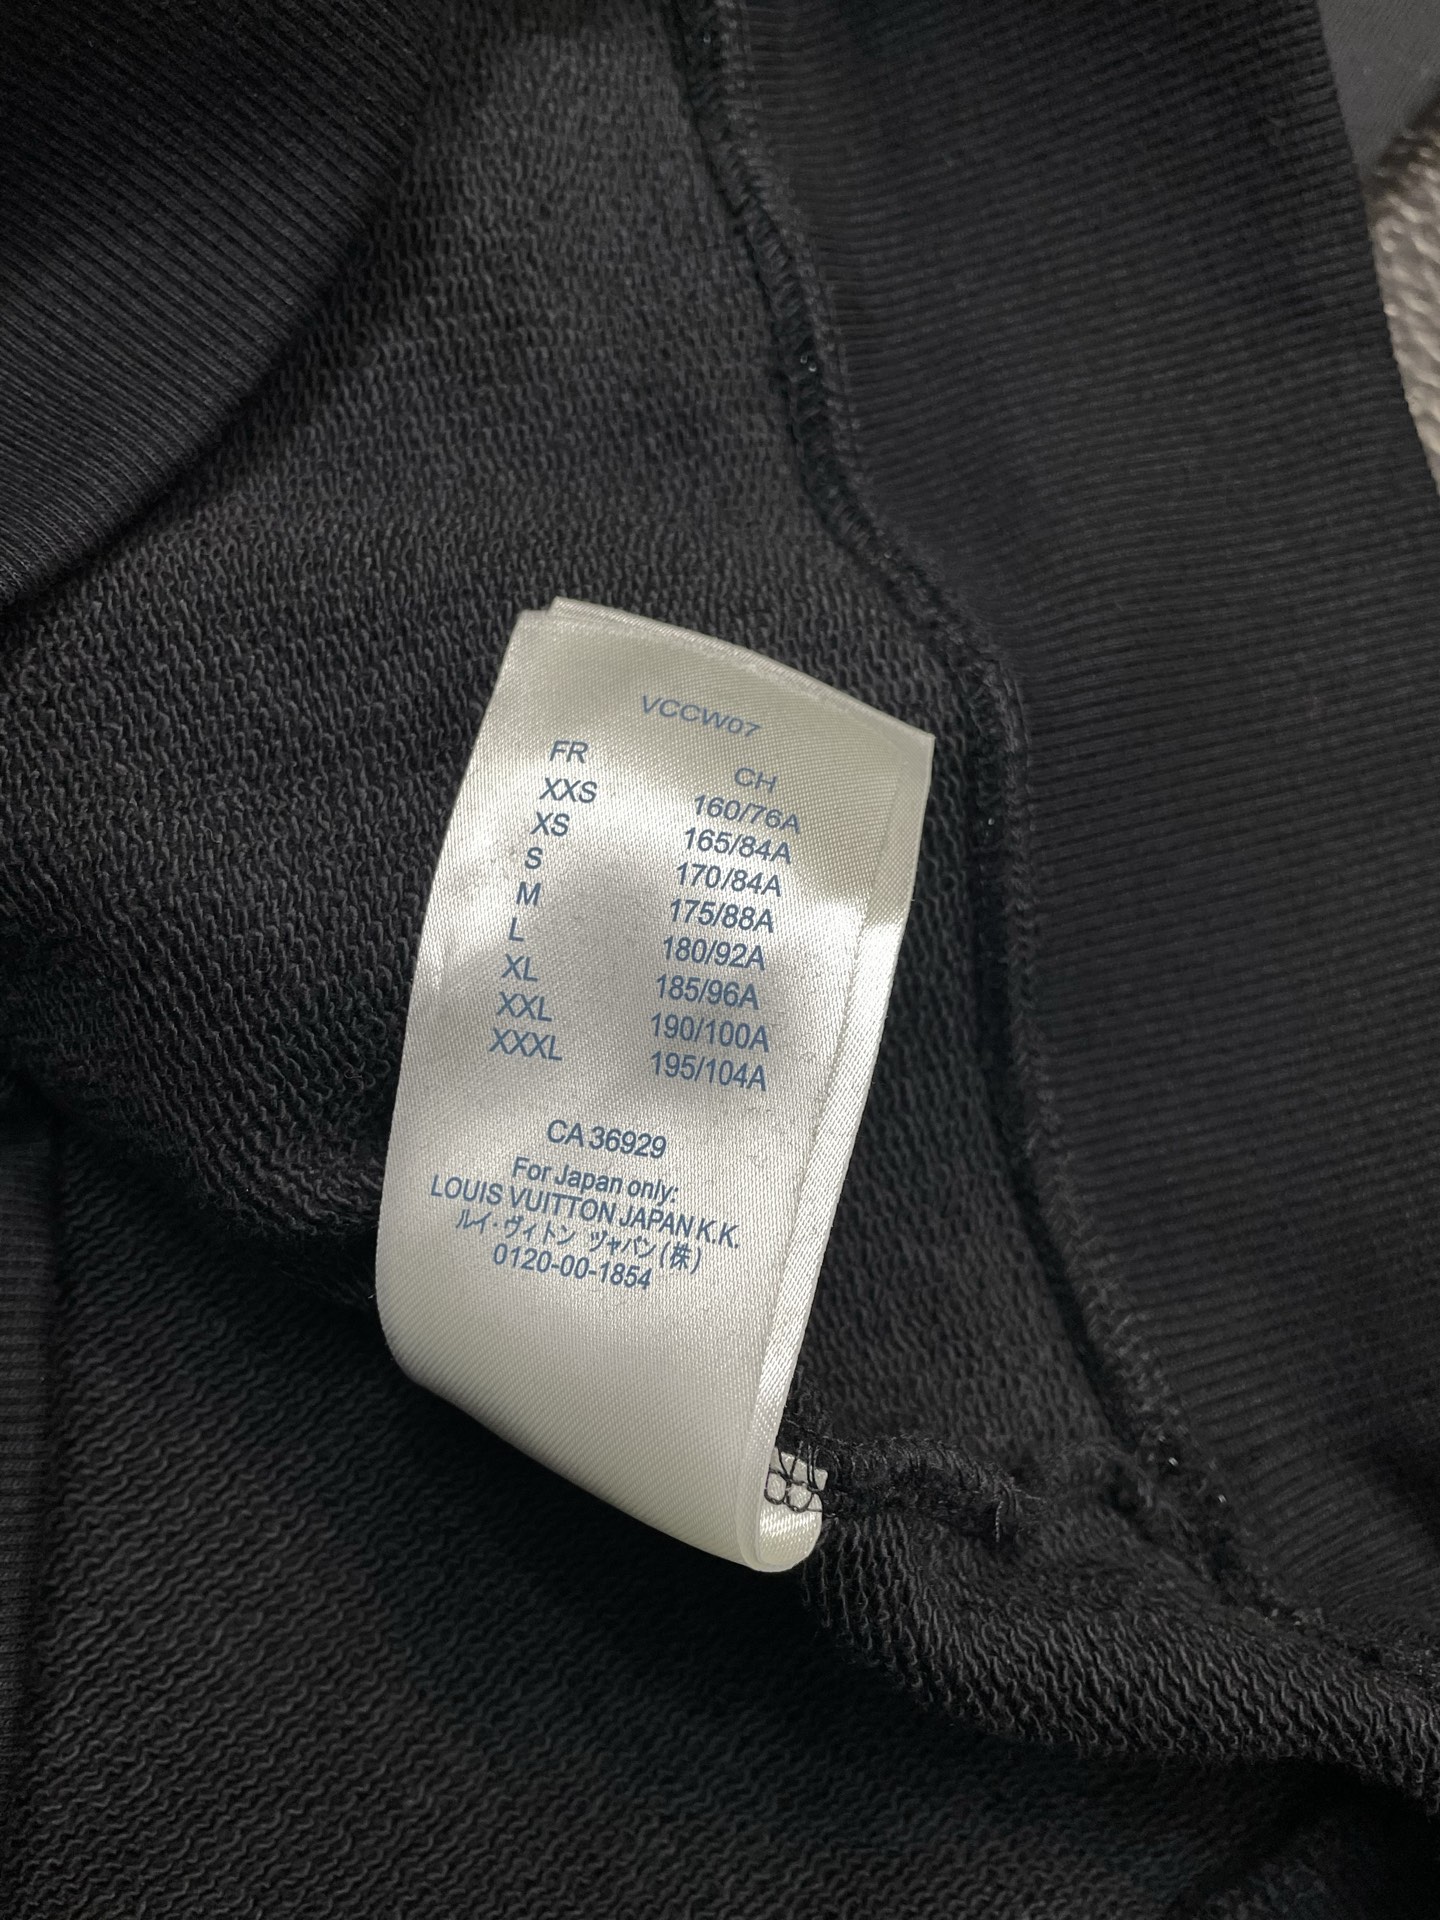 VCCW07
FR CH
XXS 160/76A
XS 165/84A
S 170/84A
M 175/88A
L 180/92A
XL 185/96A
XXL 190/100A
XXXL 195/104A
CA 36929
For Japan only:
LOUIS VUITTON JAPAN K.K.
ルイ・ヴィトン ヅャパン(株)
0120-00-1854